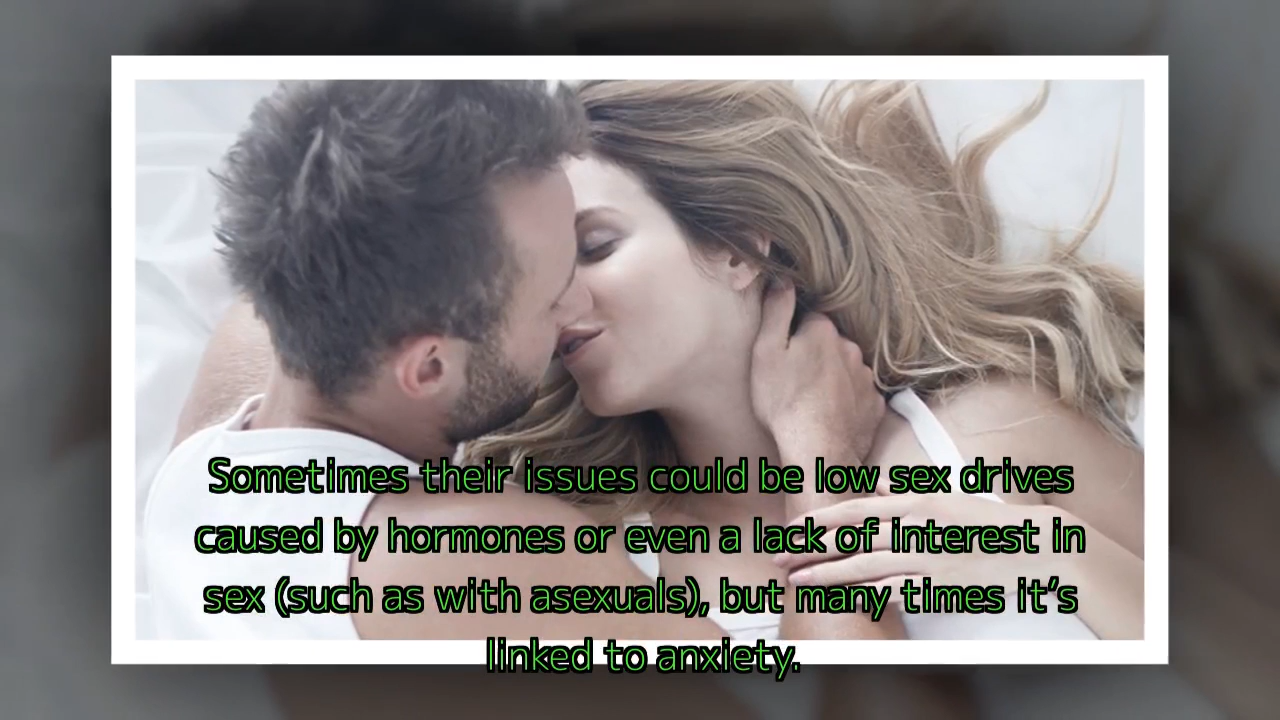 Sometimes their issues could be low sex drives
caused by hormones or even a lack of interest in
sex (such as with asexuals), but many times it’s
linked to anxiety.